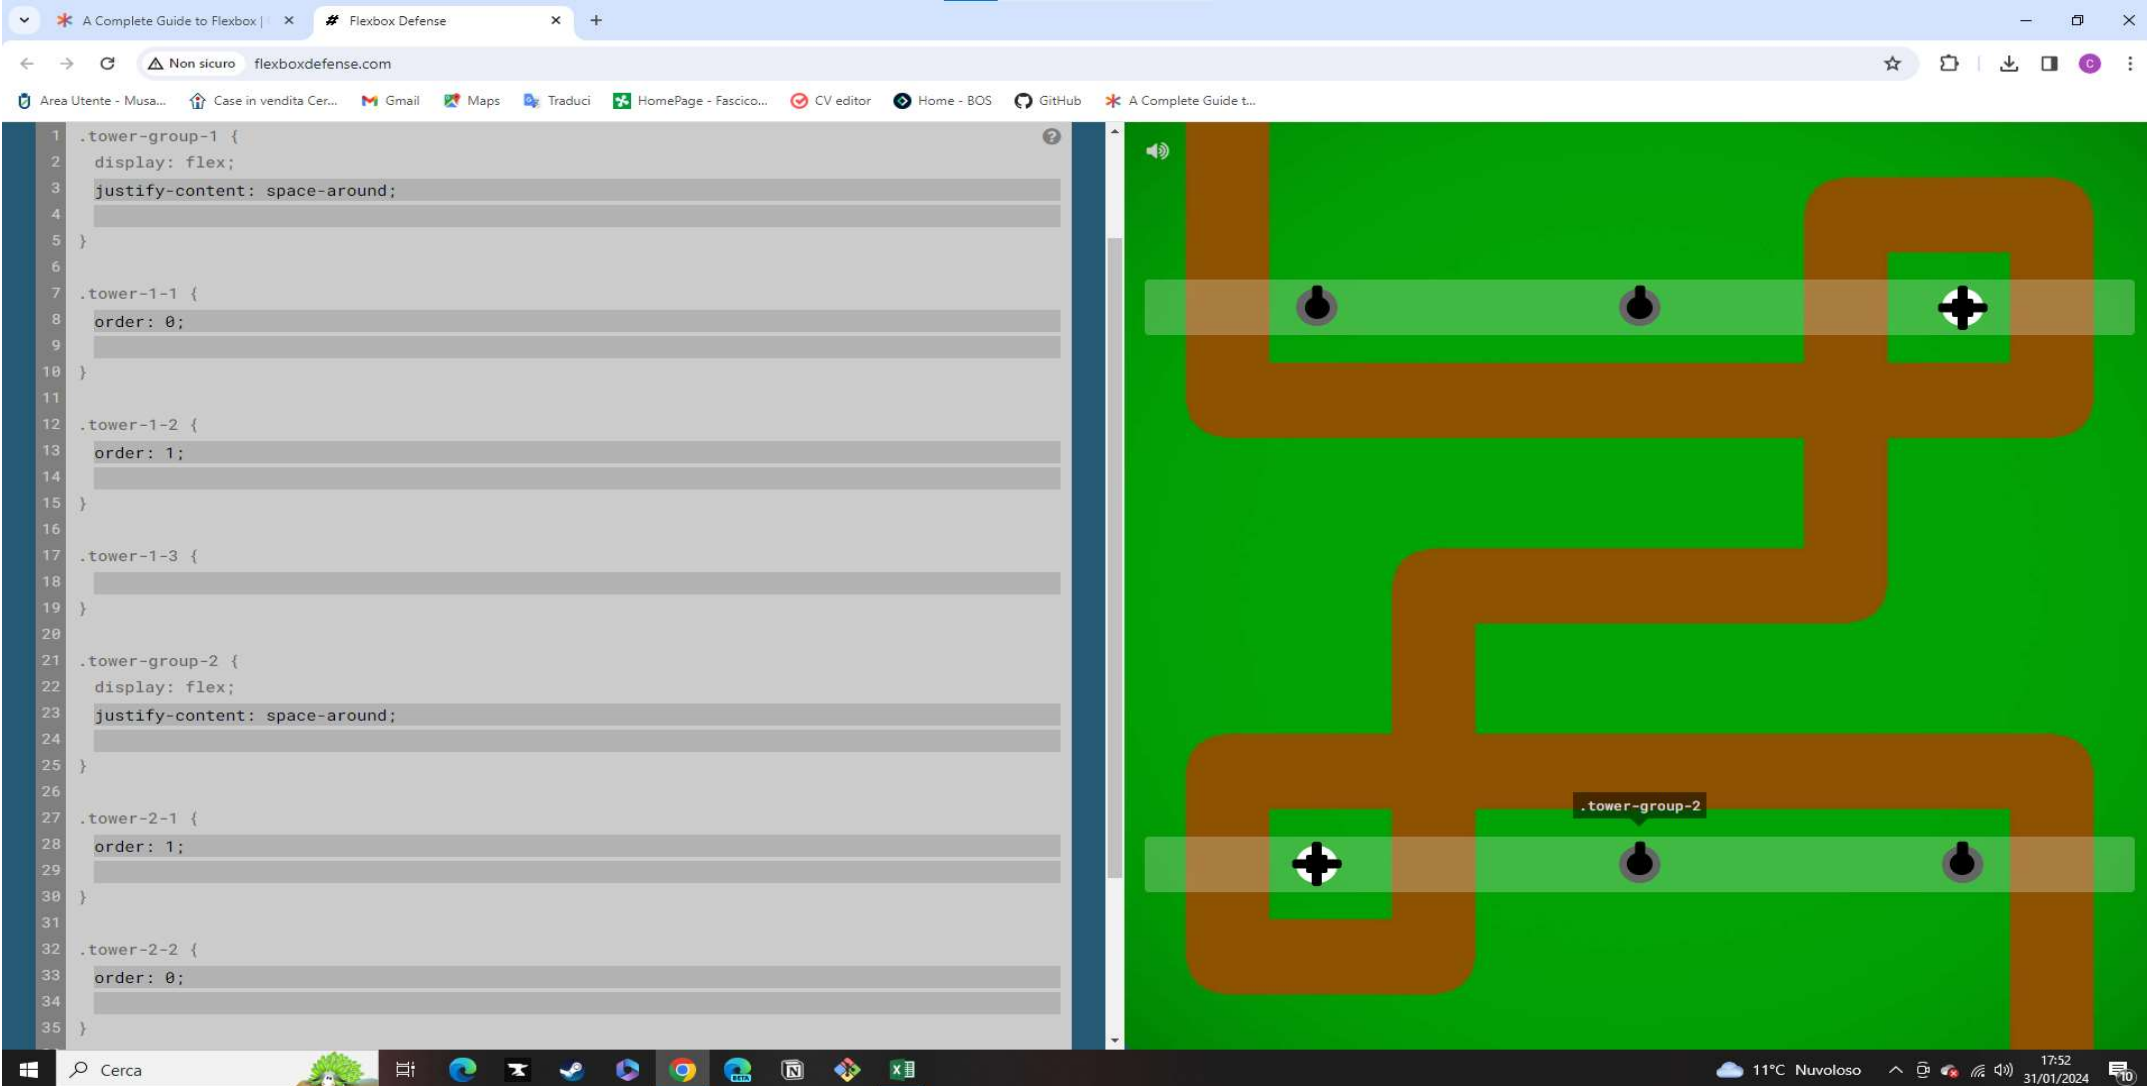 A Complete Guide to Flexbox |
Flexbox Defense
Non sicuro
flexboxdefense.com
C
Area Utente - Musa...
Case in vendita Cer...
Gmail
Maps
Traduci
HomePage - Fascico...
CV editor
Home - BOS
GitHub
A Complete Guide t...
1 .tower-group-1 {
2 display: flex;
3 justify-content: space-around;
4
5 }
6
7 .tower-1-1 {
8 order: 0;
9
10 }
11
12 .tower-1-2 {
13 order: 1;
14
15 }
16
17 .tower-1-3 {
18
19 }
20
21 .tower-group-2 {
22 display: flex;
23 justify-content: space-around;
24
25 }
26
27 .tower-2-1 {
28 order: 1;
29
30 }
31
32 .tower-2-2 {
33 order: 0;
34
35 }
?
.tower-group-2
Cerca
BETA
11°C Nuvoloso
17:52
31/01/2024
10